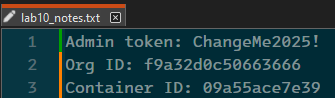 lab10_notes.txt
1 Admin token: ChangeMe2025!
2 Org ID: f9a32d0c50663666
3 Container ID: 09a55ace7e39